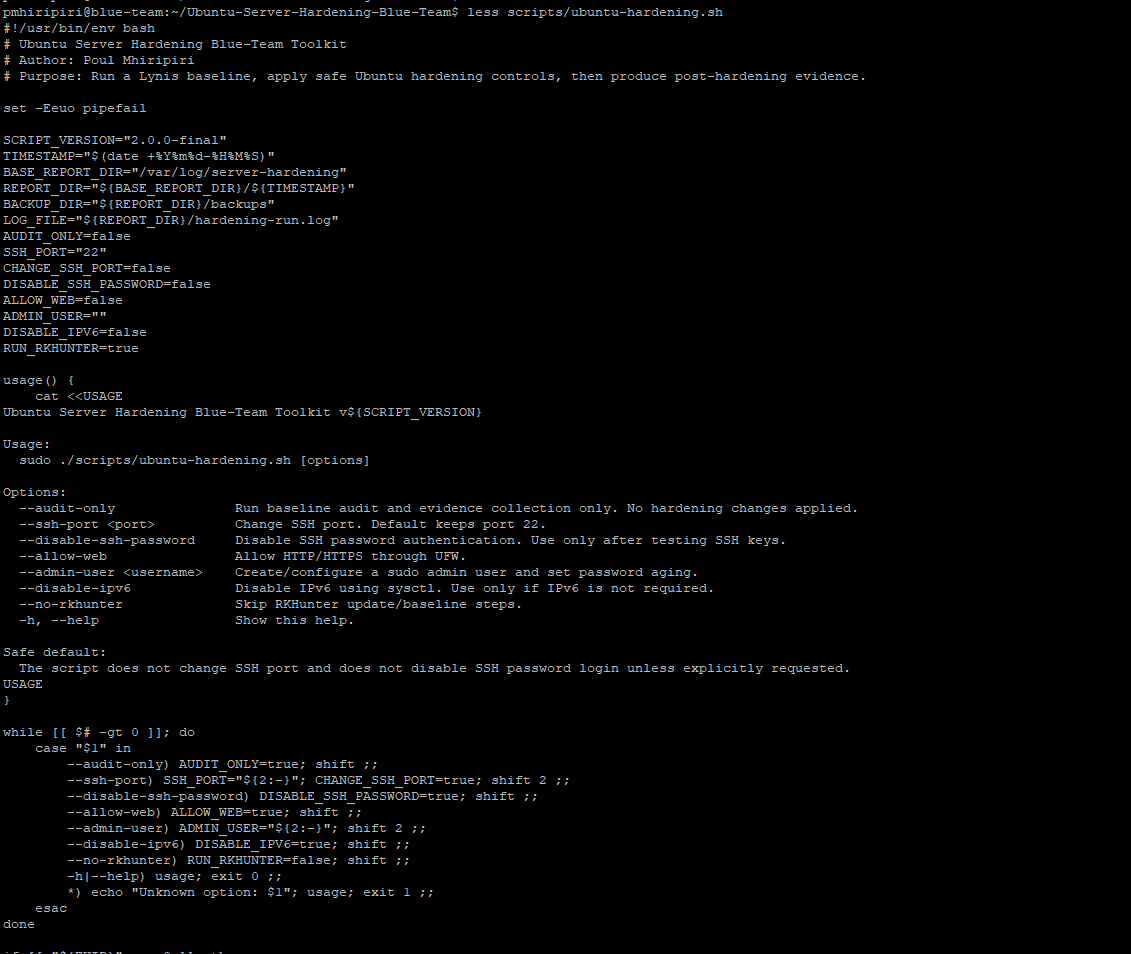 pmhiripiri@blue-team:~/Ubuntu-Server-Hardening-Blue-Team$ less scripts/ubuntu-hardening.sh
#!/usr/bin/env bash
# Ubuntu Server Hardening Blue-Team Toolkit
# Author: Poul Mhiripiri
# Purpose: Run a Lynis baseline, apply safe Ubuntu hardening controls, then produce post-hardening evidence.

set -Eeuo pipefail

SCRIPT_VERSION="2.0.0-final"
TIMESTAMP="$(date +%Y%m%d-%H%M%S)"
BASE_REPORT_DIR="/var/log/server-hardening"
REPORT_DIR="${BASE_REPORT_DIR}/${TIMESTAMP}"
BACKUP_DIR="${REPORT_DIR}/backups"
LOG_FILE="${REPORT_DIR}/hardening-run.log"
AUDIT_ONLY=false
SSH_PORT="22"
CHANGE_SSH_PORT=false
DISABLE_SSH_PASSWORD=false
ALLOW_WEB=false
ADMIN_USER=""
DISABLE_IPV6=false
RUN_RKHUNTER=true

usage() {
    cat <<USAGE
Ubuntu Server Hardening Blue-Team Toolkit v${SCRIPT_VERSION}

Usage:
  sudo ./scripts/ubuntu-hardening.sh [options]

Options:
  --audit-only               Run baseline audit and evidence collection only. No hardening changes applied.
  --ssh-port <port>          Change SSH port. Default keeps port 22.
  --disable-ssh-password     Disable SSH password authentication. Use only after testing SSH keys.
  --allow-web                Allow HTTP/HTTPS through UFW.
  --admin-user <username>    Create/configure a sudo admin user and set password aging.
  --disable-ipv6             Disable IPv6 using sysctl. Use only if IPv6 is not required.
  --no-rkhunter              Skip RKHunter update/baseline steps.
  -h, --help                 Show this help.

Safe default:
  The script does not change SSH port and does not disable SSH password login unless explicitly requested.
USAGE
}

while [[ $# -gt 0 ]]; do
    case "$1" in
        --audit-only) AUDIT_ONLY=true; shift ;;
        --ssh-port) SSH_PORT="${2:-}"; CHANGE_SSH_PORT=true; shift 2 ;;
        --disable-ssh-password) DISABLE_SSH_PASSWORD=true; shift ;;
        --allow-web) ALLOW_WEB=true; shift ;;
        --admin-user) ADMIN_USER="${2:-}"; shift 2 ;;
        --disable-ipv6) DISABLE_IPV6=true; shift ;;
        --no-rkhunter) RUN_RKHUNTER=false; shift ;;
        -h|--help) usage; exit 0 ;;
        *) echo "Unknown option: $1"; usage; exit 1 ;;
    esac
done